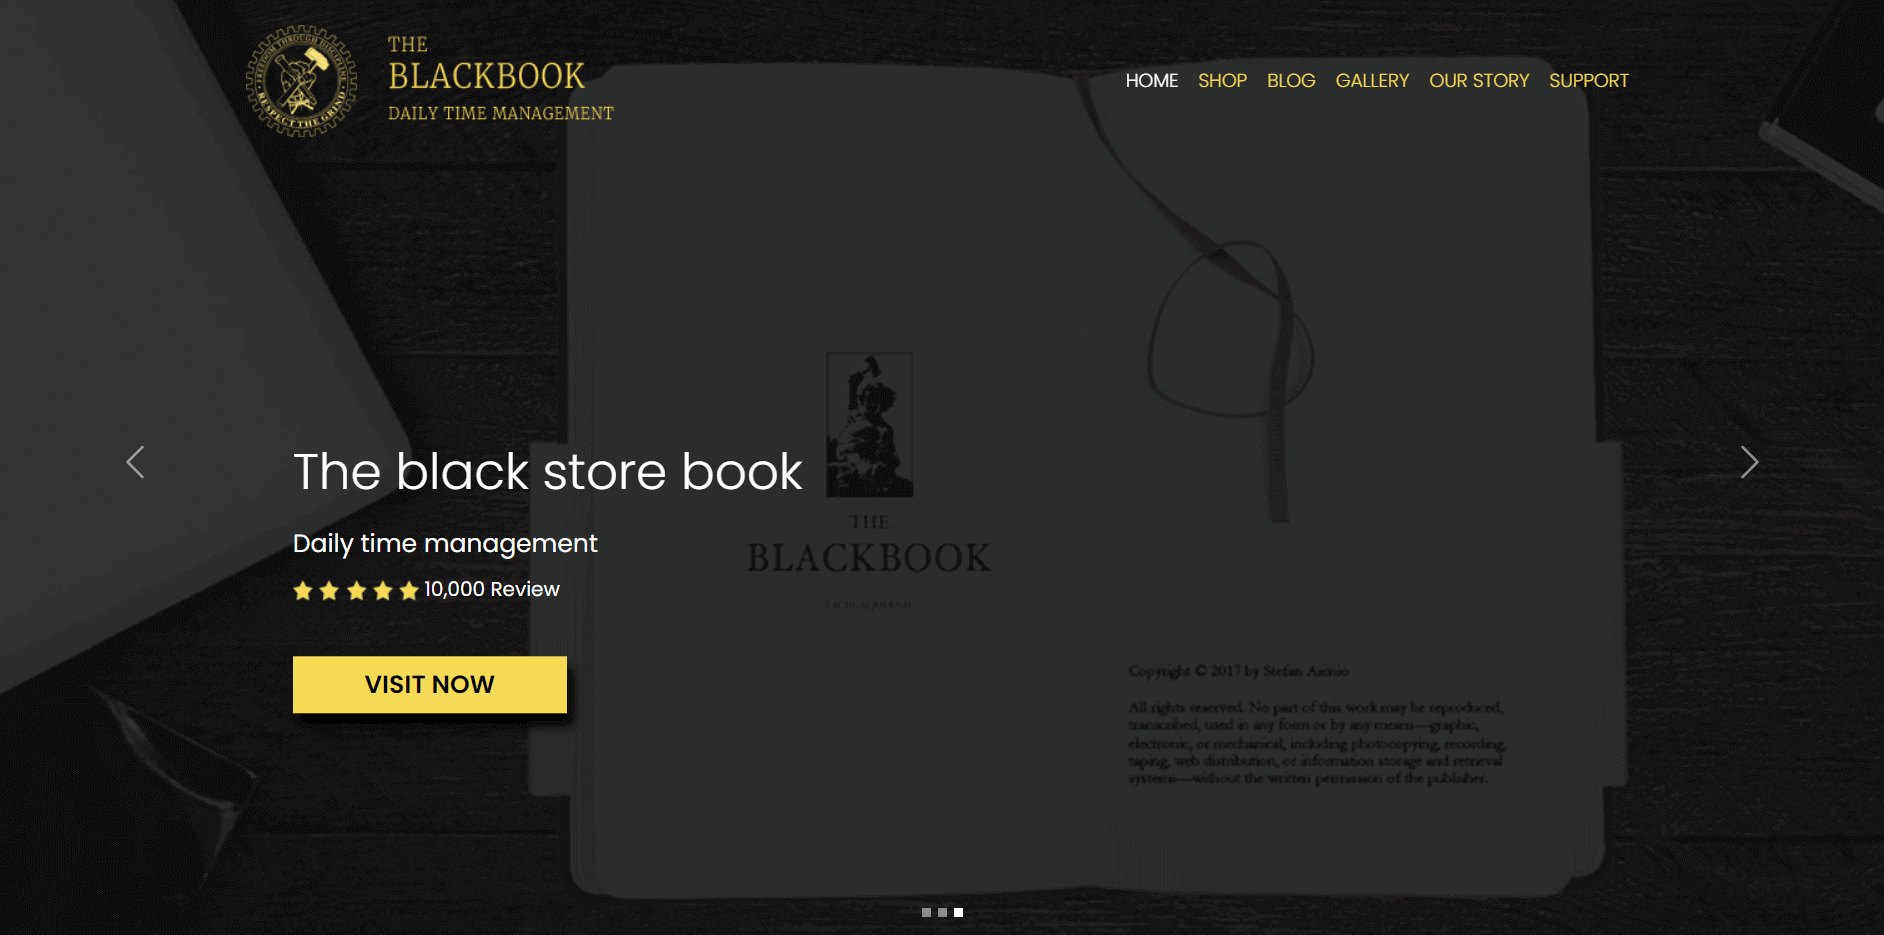 FREEDOM THROUGH DISCIPLINE
RESPECT THE GRIND
THE
BLACKBOOK
DAILY TIME MANAGEMENT
HOME SHOP BLOG GALLERY OUR STORY SUPPORT
The black store book
Daily time management
10,000 Review
VISIT NOW
THE
BLACKBOOK
TACTICAL JOURNAL
Copyright © 2017 by Stefan Aarnio
All rights reserved. No part of this work may be reproduced,
transcribed, used in any form or by any means—graphic,
electronic, or mechanical, including photocopying, recording,
taping, web distribution, or information storage and retrieval
systems—without the written permission of the publisher.